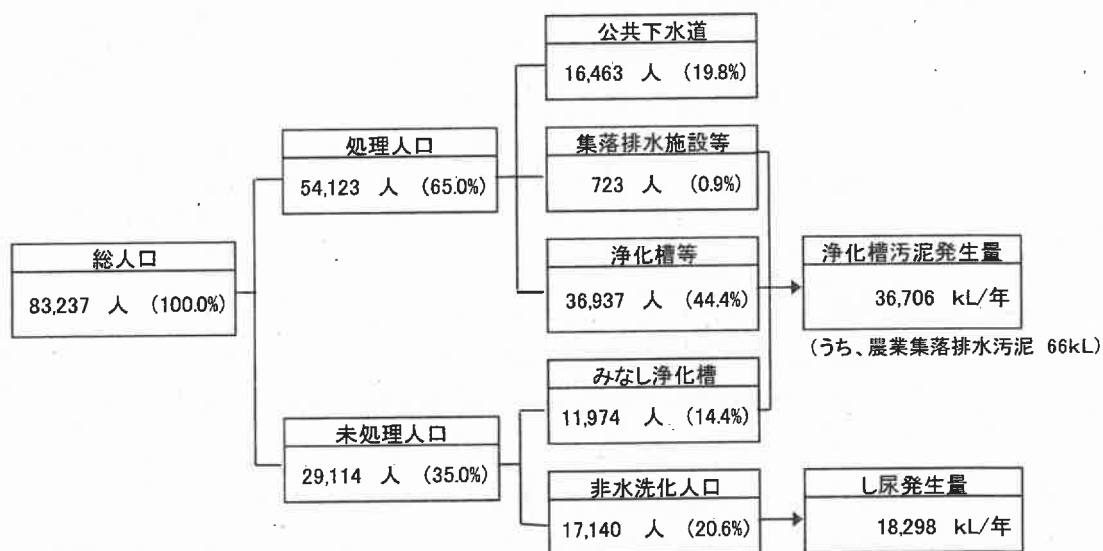 公共下水道
16,463 人 (19.8%)
集落排水施設等
723 人 (0.9%)
処理人口
54,123 人 (65.0%)
浄化槽等
36,937 人 (44.4%)
総人口
83,237 人 (100.0%)
浄化槽汚泥発生量
36,706 kL/年
(うち、農業集落排水汚泥 66kL)
みなし浄化槽
11,974 人 (14.4%)
未処理人口
29,114 人 (35.0%)
非水洗化人口
17,140 人 (20.6%)
し尿発生量
18,298 kL/年